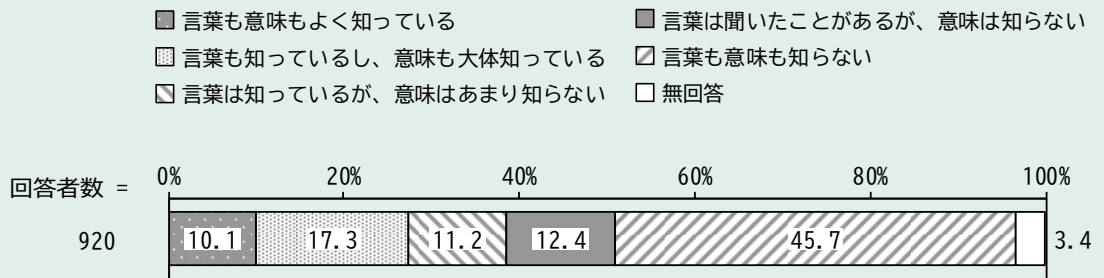 言葉も意味もよく知っている
言葉は聞いたことがあるが、意味は知らない
言葉も知っているし、意味も大体知っている
言葉も意味も知らない
言葉は知っているが、意味はあまり知らない
無回答
0% 20% 40% 60% 80% 100%
回答者数 =
920 10.1 17.3 11.2 12.4 45.7 3.4